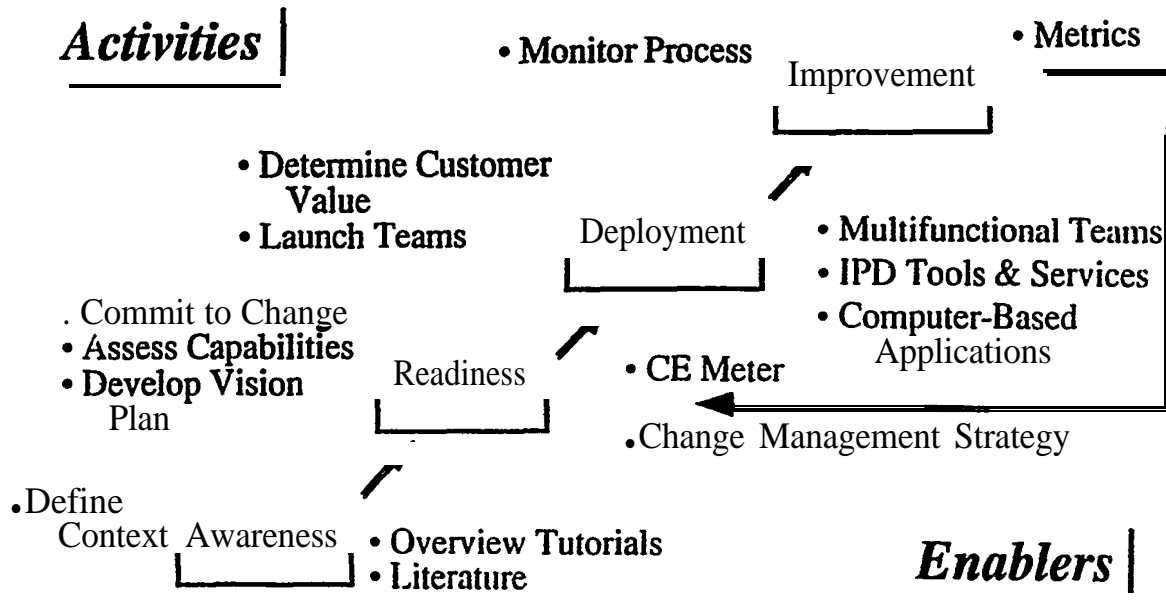 Activities
• Monitor Process
• Metrics
Improvement
• Determine Customer
Value
• Launch Teams
Deployment
• Multifunctional Teams
• IPD Tools & Services
• Computer-Based
Applications
. Commit to Change
• Assess Capabilities
• Develop Vision
Plan
Readiness
• CE Meter
•Change Management Strategy
•Define
Context
Awareness
• Overview Tutorials
• Literature
Enablers